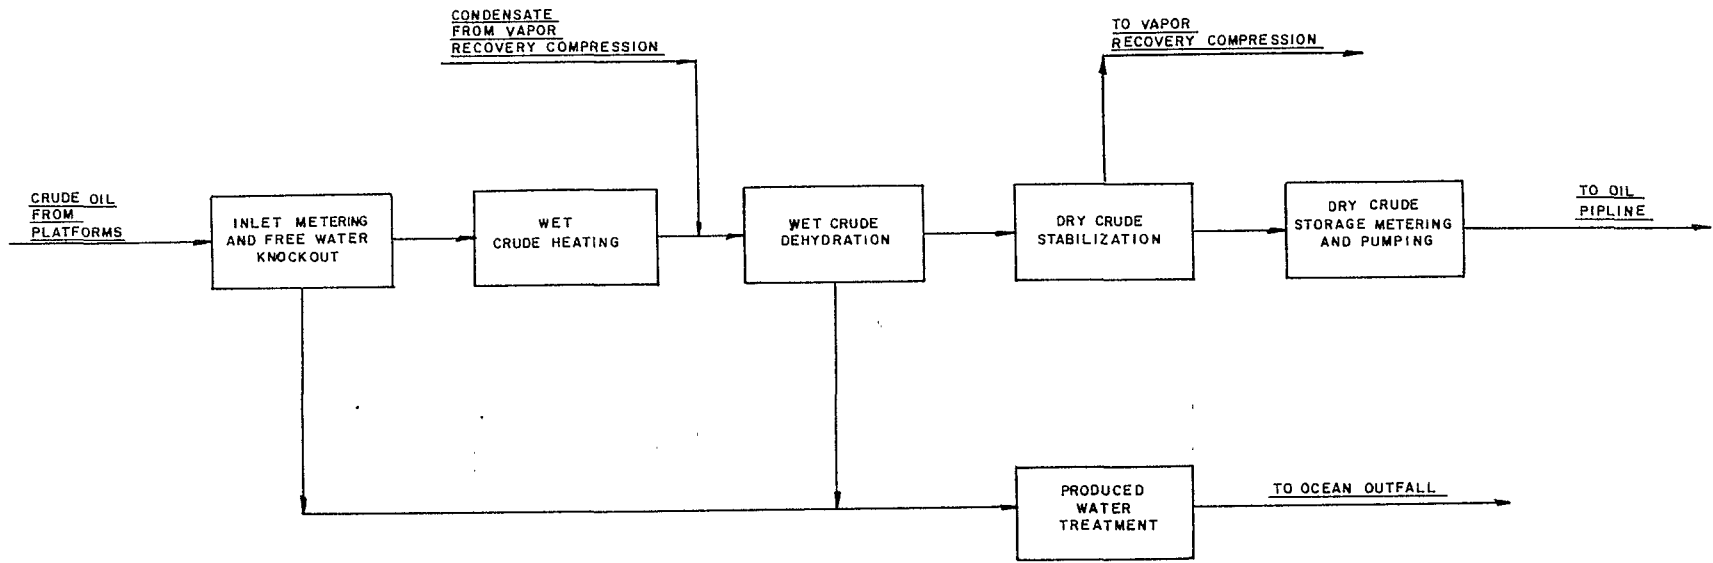 CONDENSATE
FROM VAPOR
RECOVERY COMPRESSION
TO VAPOR
RECOVERY COMPRESSION
CRUDE OIL
FROM
PLATFORMS
INLET METERING
AND FREE WATER
KNOCKOUT
WET
CRUDE HEATING
WET CRUDE
DEHYDRATION
DRY CRUDE
STABILIZATION
DRY CRUDE
STORAGE METERING
AND PUMPING
TO OIL
PIPLINE
PRODUCED
WATER
TREATMENT
TO OCEAN OUTFALL